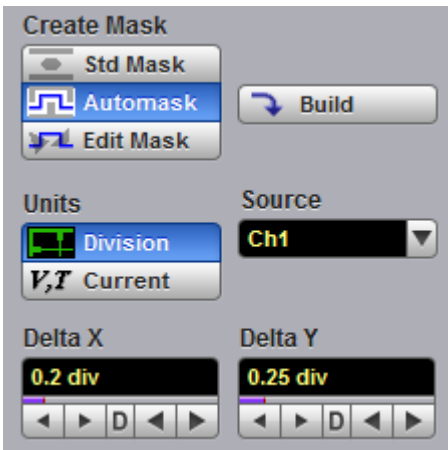 Create Mask
Std Mask
Automask
Build
Edit Mask
Units
Source
Division
Ch1
V,T Current
Delta X
Delta Y
0.2 div
0.25 div
D
D